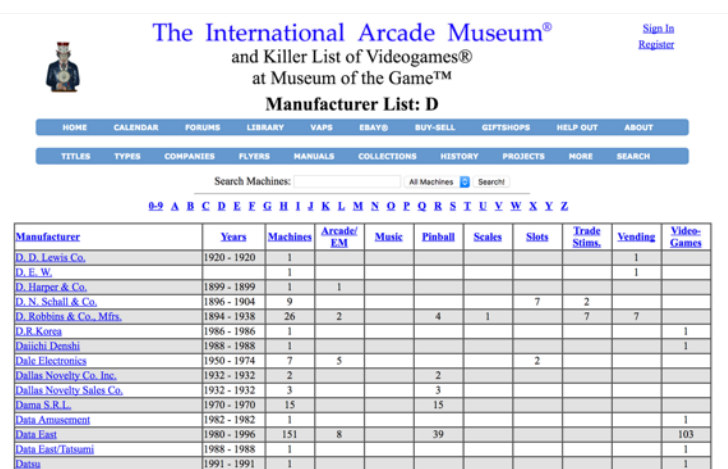 The International Arcade Museum®
Sign In
Register
and Killer List of Videogames®
at Museum of the Game™
Manufacturer List: D
HOME CALENDAR FORUMS LIBRARY VAPS EBAY® BUY-SELL GIFTSHOPS HELP OUT ABOUT
TITLES TYPES COMPANIES FLYERS MANUALS COLLECTIONS HISTORY PROJECTS MORE SEARCH
Search Machines: All Machines Search!
0-9 A B C D E F G H I J K L M N O P Q R S T U V W X Y Z
Manufacturer Years Machines Arcade/ EM Music Pinball Scales Slots Trade Stims. Vending Video- Games
D. D. Lewis Co. 1920 - 1920 1 1
D. E. W. 1 1
D. Harper & Co. 1899 - 1899 1 1
D. N. Schall & Co. 1896 - 1904 9 7 2
D. Robbins & Co., Mfrs. 1894 - 1938 26 2 4 1 7 7
D.R.Korea 1986 - 1986 1 1
Daiichi Denshi 1988 - 1988 1 1
Dale Electronics 1950 - 1974 7 5 2
Dallas Novelty Co. Inc. 1932 - 1932 2 2
Dallas Novelty Sales Co. 1932 - 1932 3 3
Dama S.R.L. 1970 - 1970 15 15
Data Amusement 1982 - 1982 1 1
Data East 1980 - 1996 151 8 39 103
Data East/Tatsumi 1988 - 1988 1 1
Datsu 1991 - 1991 1 1